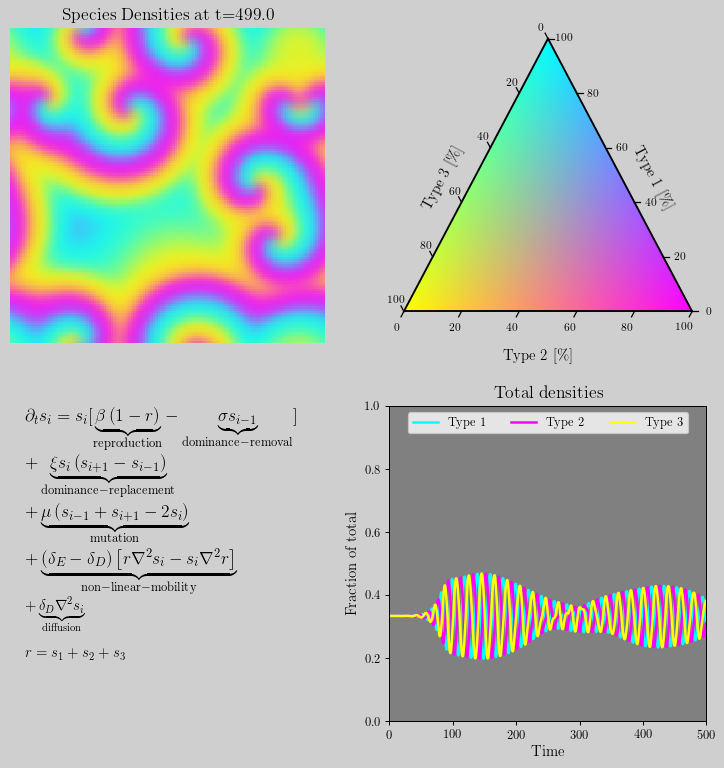 Species Densities at t=499.0
0
100
20
80
40
60
Type 3 [%]
Type 1 [%]
60
40
80
20
100
0
0
20
40
60
80
100
Type 2 [%]
∂ₜsᵢ = sᵢ[β (1 − r) − σsᵢ₋₁ ]
reproduction dominance−removal
+ ξsᵢ (sᵢ₊₁ − sᵢ₋₁)
dominance−replacement
+ μ (sᵢ₋₁ + sᵢ₊₁ − 2sᵢ)
mutation
+ (δ_E − δ_D) [r∇²sᵢ − sᵢ∇²r]
non−linear−mobility
+ δ_D∇²sᵢ
diffusion
r = s₁ + s₂ + s₃
Total densities
Type 1 Type 2 Type 3
1.0
0.8
0.6
0.4
0.2
0.0
Fraction of total
0 100 200 300 400 500
Time